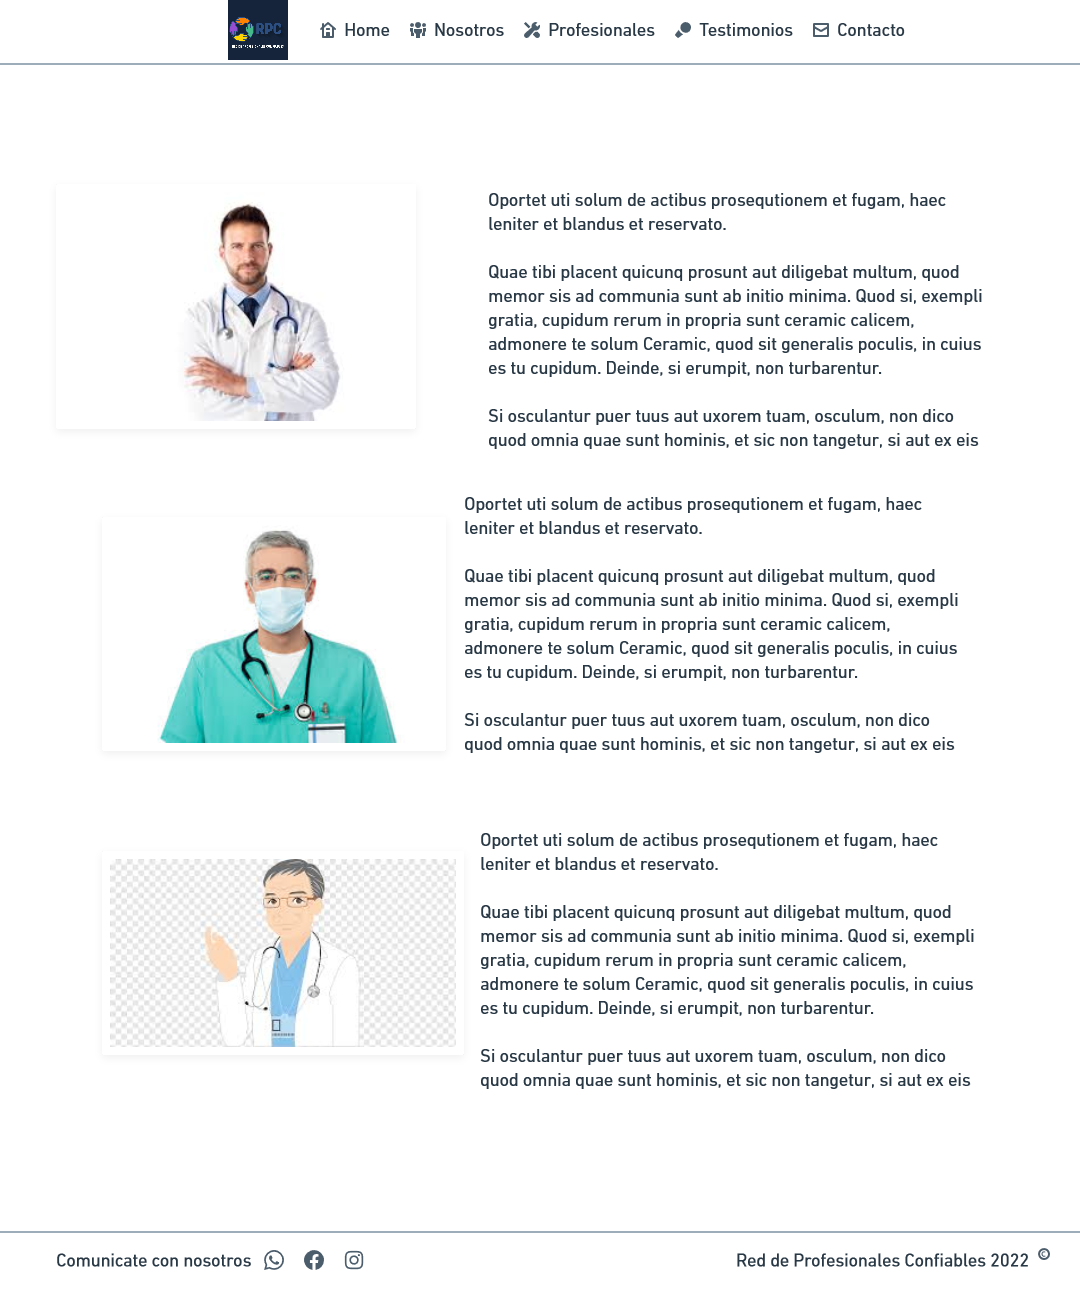 RPC
Home
Nosotros
Profesionales
Testimonios
Contacto
Oportet uti solum de actibus prosequtionem et fugam, haec
leniter et blandus et reservato.
Quae tibi placent quicunq prosunt aut diligebat multum, quod
memor sis ad communia sunt ab initio minima. Quod si, exempli
gratia, cupidum rerum in propria sunt ceramic calicem,
admonere te solum Ceramic, quod sit generalis poculis, in cuius
es tu cupidum. Deinde, si erumpit, non turbarentur.
Si osculantur puer tuus aut uxorem tuam, osculum, non dico
quod omnia quae sunt hominis, et sic non tangetur, si aut ex eis
Oportet uti solum de actibus prosequtionem et fugam, haec
leniter et blandus et reservato.
Quae tibi placent quicunq prosunt aut diligebat multum, quod
memor sis ad communia sunt ab initio minima. Quod si, exempli
gratia, cupidum rerum in propria sunt ceramic calicem,
admonere te solum Ceramic, quod sit generalis poculis, in cuius
es tu cupidum. Deinde, si erumpit, non turbarentur.
Si osculantur puer tuus aut uxorem tuam, osculum, non dico
quod omnia quae sunt hominis, et sic non tangetur, si aut ex eis
Oportet uti solum de actibus prosequtionem et fugam, haec
leniter et blandus et reservato.
Quae tibi placent quicunq prosunt aut diligebat multum, quod
memor sis ad communia sunt ab initio minima. Quod si, exempli
gratia, cupidum rerum in propria sunt ceramic calicem,
admonere te solum Ceramic, quod sit generalis poculis, in cuius
es tu cupidum. Deinde, si erumpit, non turbarentur.
Si osculantur puer tuus aut uxorem tuam, osculum, non dico
quod omnia quae sunt hominis, et sic non tangetur, si aut ex eis
Comunicate con nosotros
Red de Profesionales Confiables 2022 ©